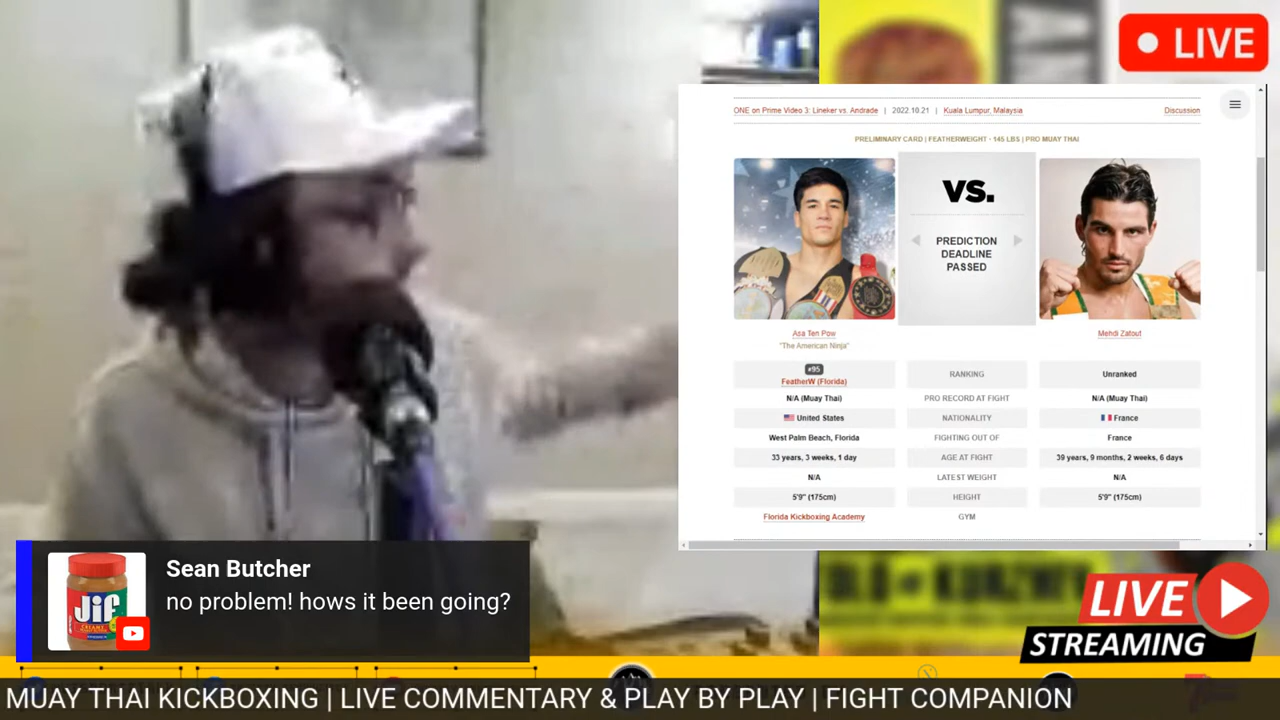 LIVE
ONE on Prime Video 3: Lineker vs. Andrade | 2022.10.21 | Kuala Lumpur, Malaysia
Discussion
PRELIMINARY CARD | FEATHERWEIGHT · 145 LBS | PRO MUAY THAI
VS.
PREDICTION
DEADLINE
PASSED
Asa Ten Pow
Mehdi Zatout
"The American Ninja"
#95
FeatherW (Florida)
RANKING
Unranked
N/A (Muay Thai)
PRO RECORD AT FIGHT
N/A (Muay Thai)
United States
NATIONALITY
France
West Palm Beach, Florida
FIGHTING OUT OF
France
33 years, 3 weeks, 1 day
AGE AT FIGHT
39 years, 9 months, 2 weeks, 6 days
N/A
LATEST WEIGHT
N/A
5'9" (175cm)
HEIGHT
5'9" (175cm)
Florida Kickboxing Academy
GYM
Jif
Sean Butcher
no problem! hows it been going?
LIVE
STREAMING
MUAY THAI KICKBOXING | LIVE COMMENTARY & PLAY BY PLAY | FIGHT COMPANION